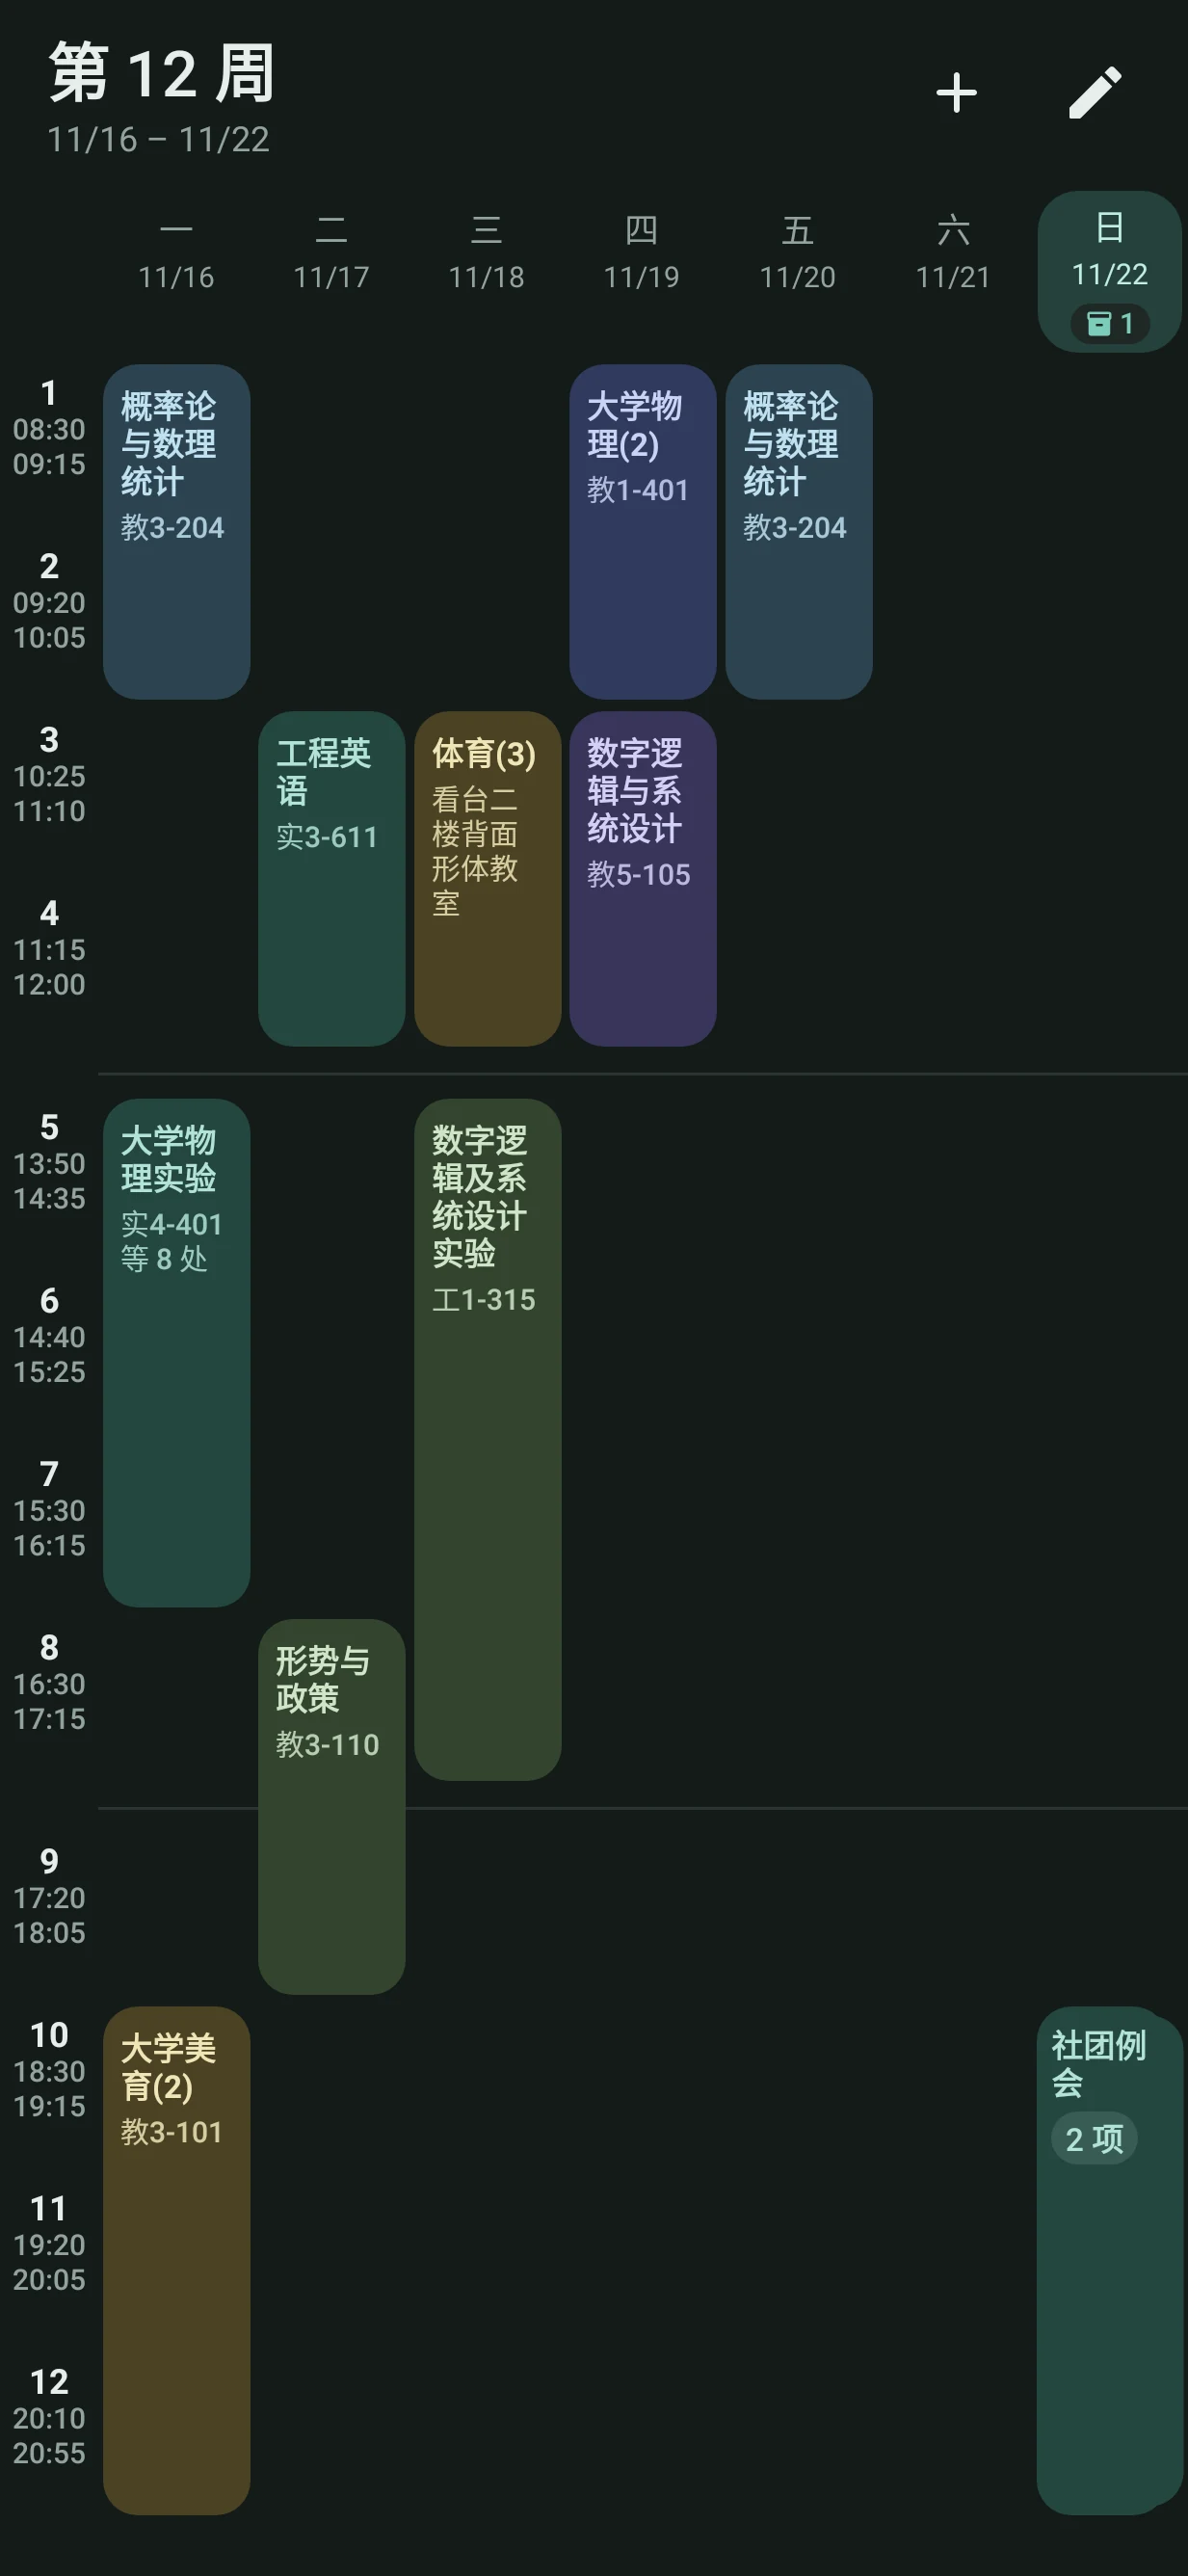 第 12 周
11/16 – 11/22
一
11/16
二
11/17
三
11/18
四
11/19
五
11/20
六
11/21
日
11/22
1
1
08:30
09:15
2
09:20
10:05
3
10:25
11:10
4
11:15
12:00
5
13:50
14:35
6
14:40
15:25
7
15:30
16:15
8
16:30
17:15
9
17:20
18:05
10
18:30
19:15
11
19:20
20:05
12
20:10
20:55
概率论
与数理
统计
教3-204
大学物
理实验
实4-401
等 8 处
大学美
育(2)
教3-101
工程英
语
实3-611
形势与
政策
教3-110
体育(3)
看台二
楼背面
形体教
室
数字逻
辑及系
统设计
实验
工1-315
大学物
理(2)
教1-401
数字逻
辑与系
统设计
教5-105
概率论
与数理
统计
教3-204
社团例
会
2 项